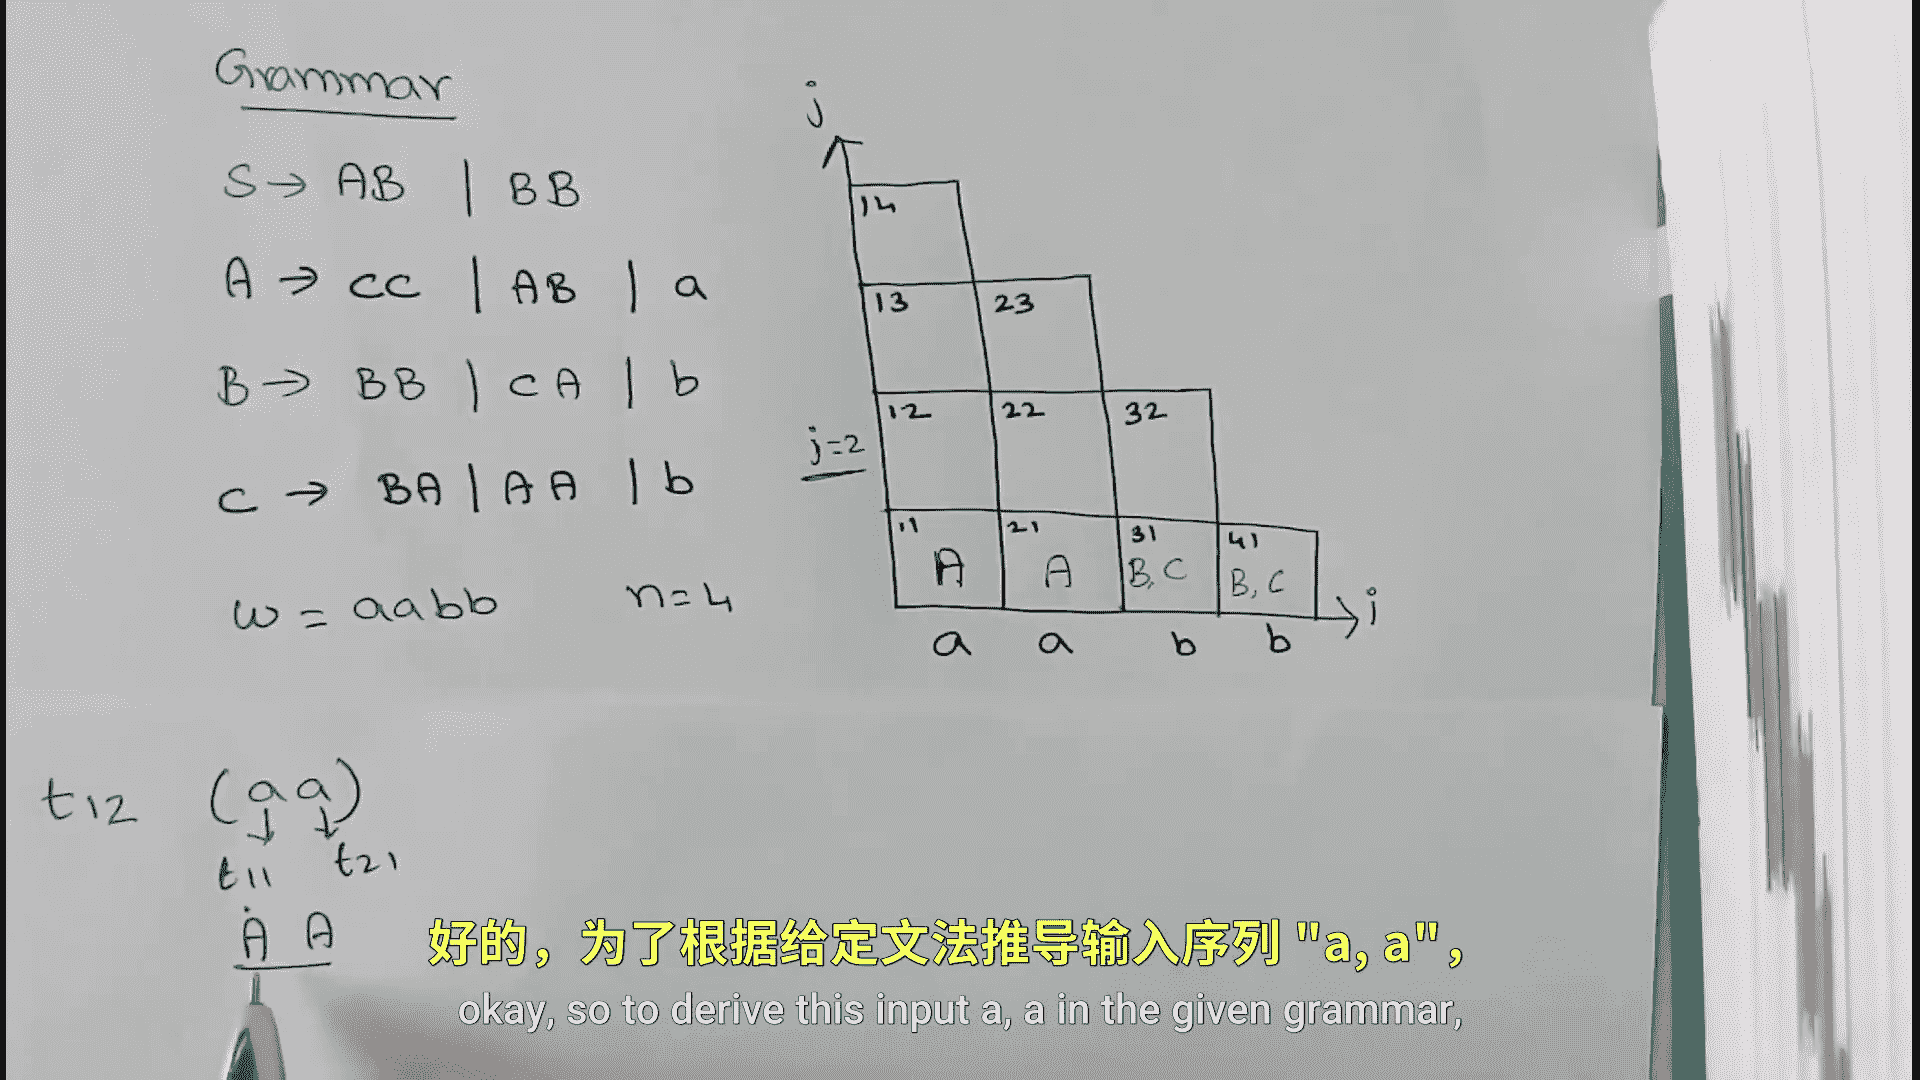 Grammar
S → AB | BB
A → CC | AB | a
B → BB | CA | b
C → BA | AA | b
w = aabb n=4
j
14
13 23
12 22 32
j=2
11 21 31 41
A A B,C B,C
i
a a b b
t12 (aa)
t11 t21
A A
好的，为了根据给定文法推导输入序列 "a, a"，
okay, so to derive this input a, a in the given grammar,